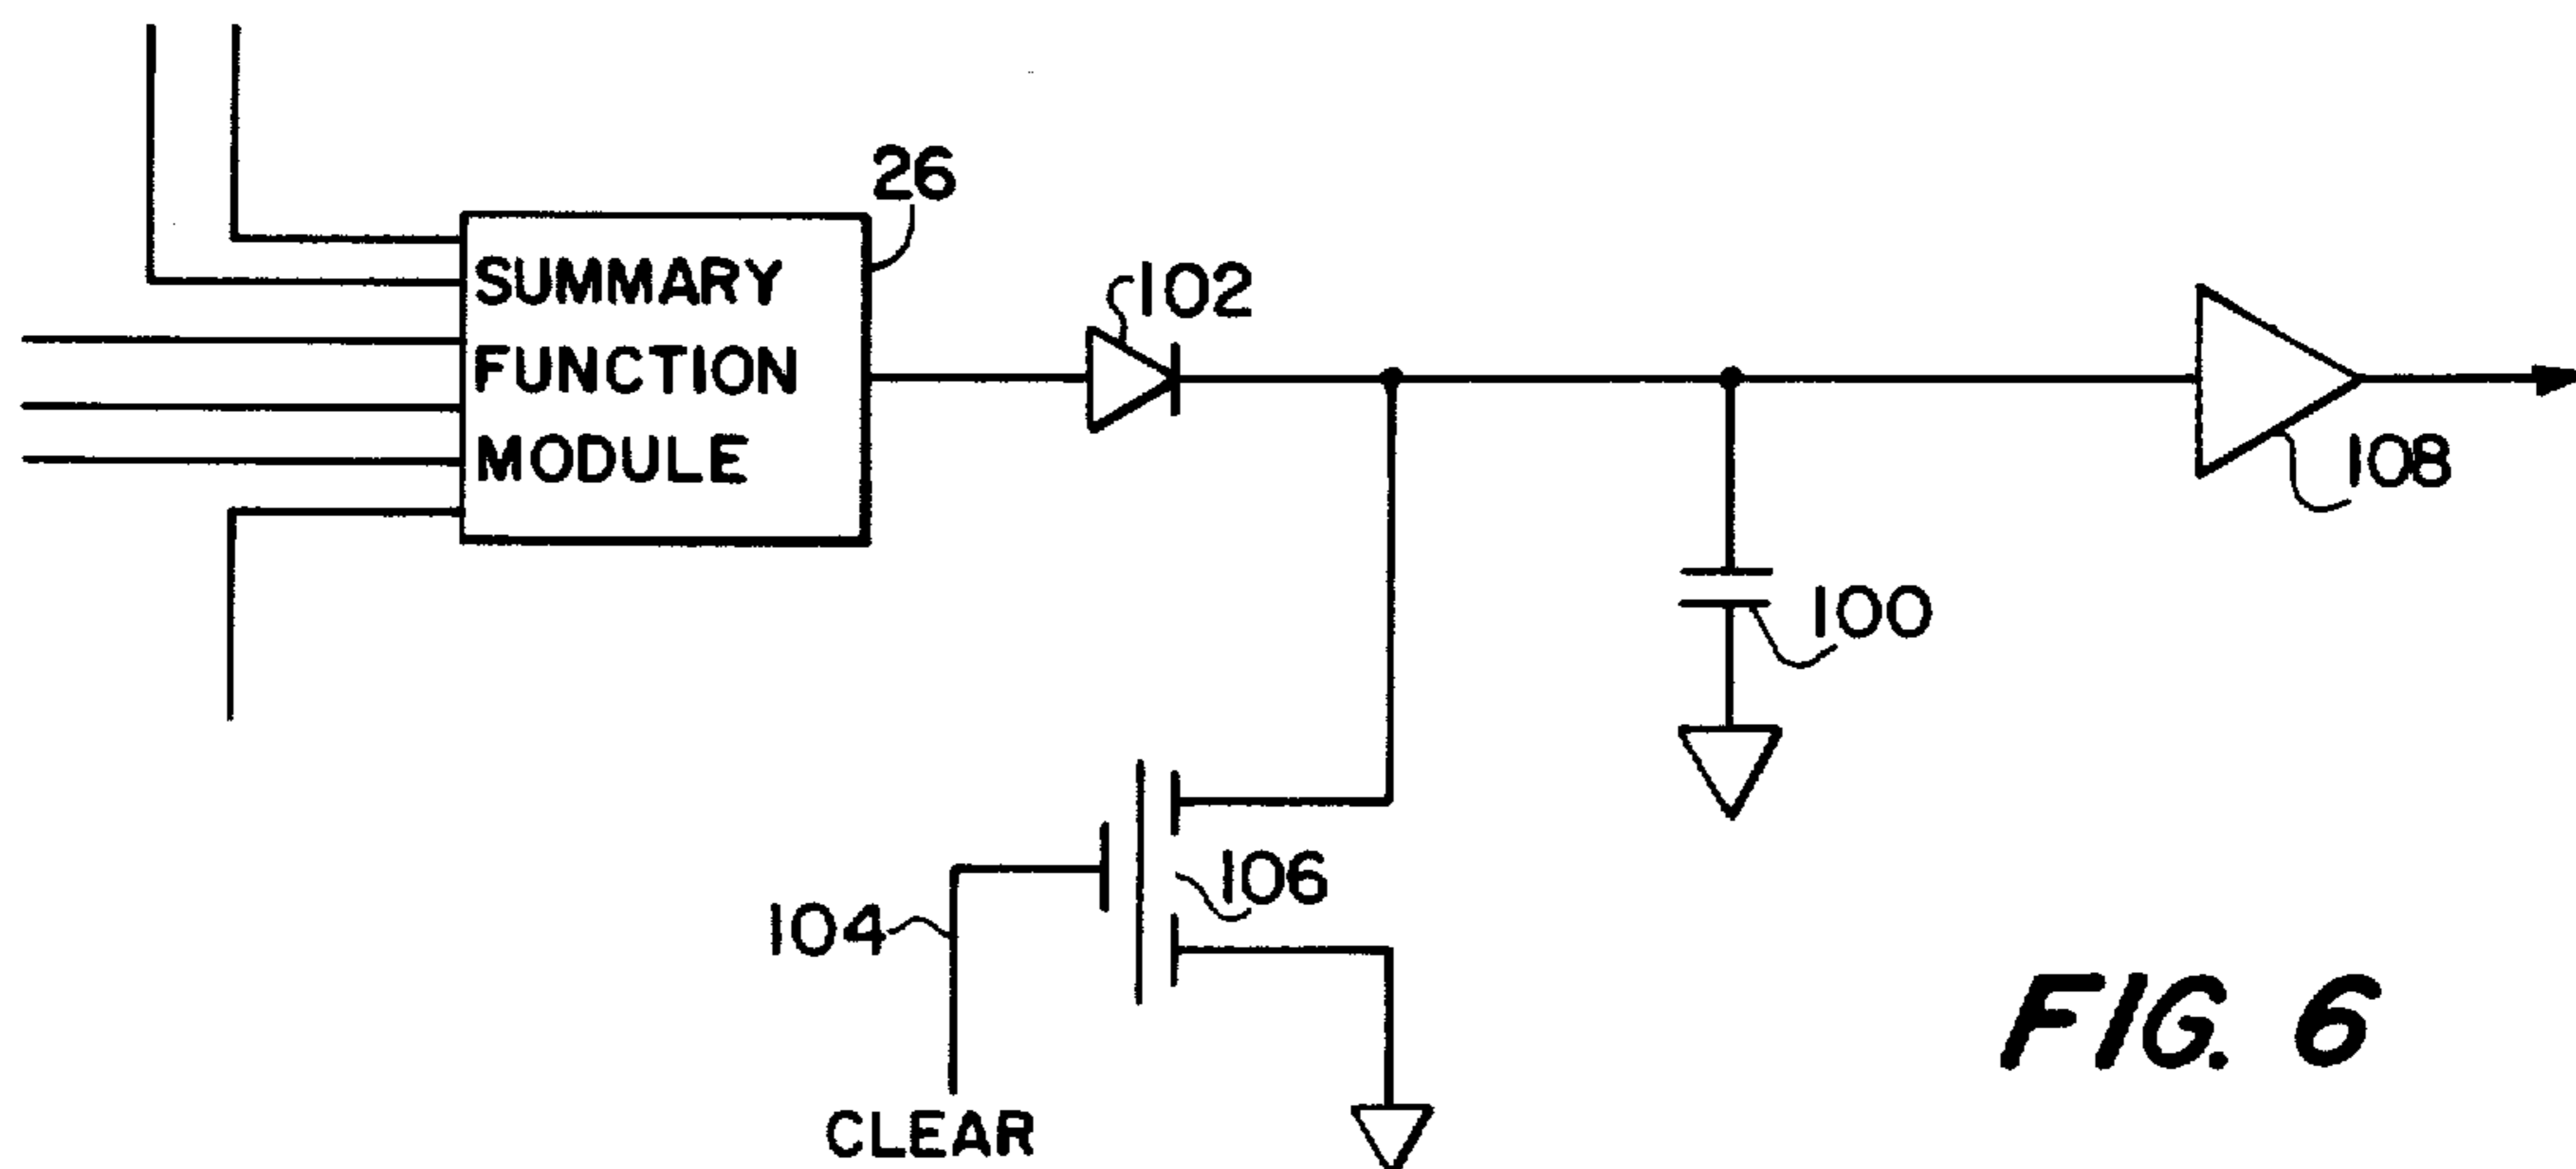 26
SUMMARY
FUNCTION
MODULE
102
108
100
106
104
CLEAR
FIG. 6